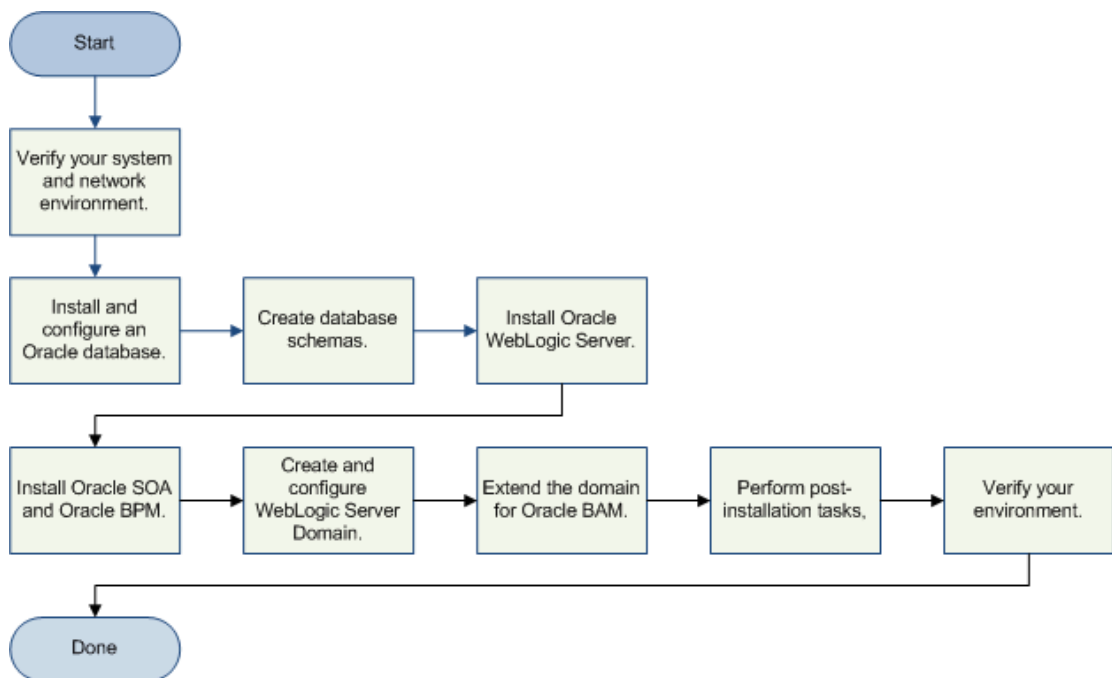 Start
Verify your system
and network
environment.
Install and
configure an
Oracle database.
Create database
schemas.
Install Oracle
WebLogic Server.
Install Oracle SOA
and Oracle BPM.
Create and
configure
WebLogic Server
Domain.
Extend the domain
for Oracle BAM.
Perform post-
installation tasks,
Verify your
environment.
Done